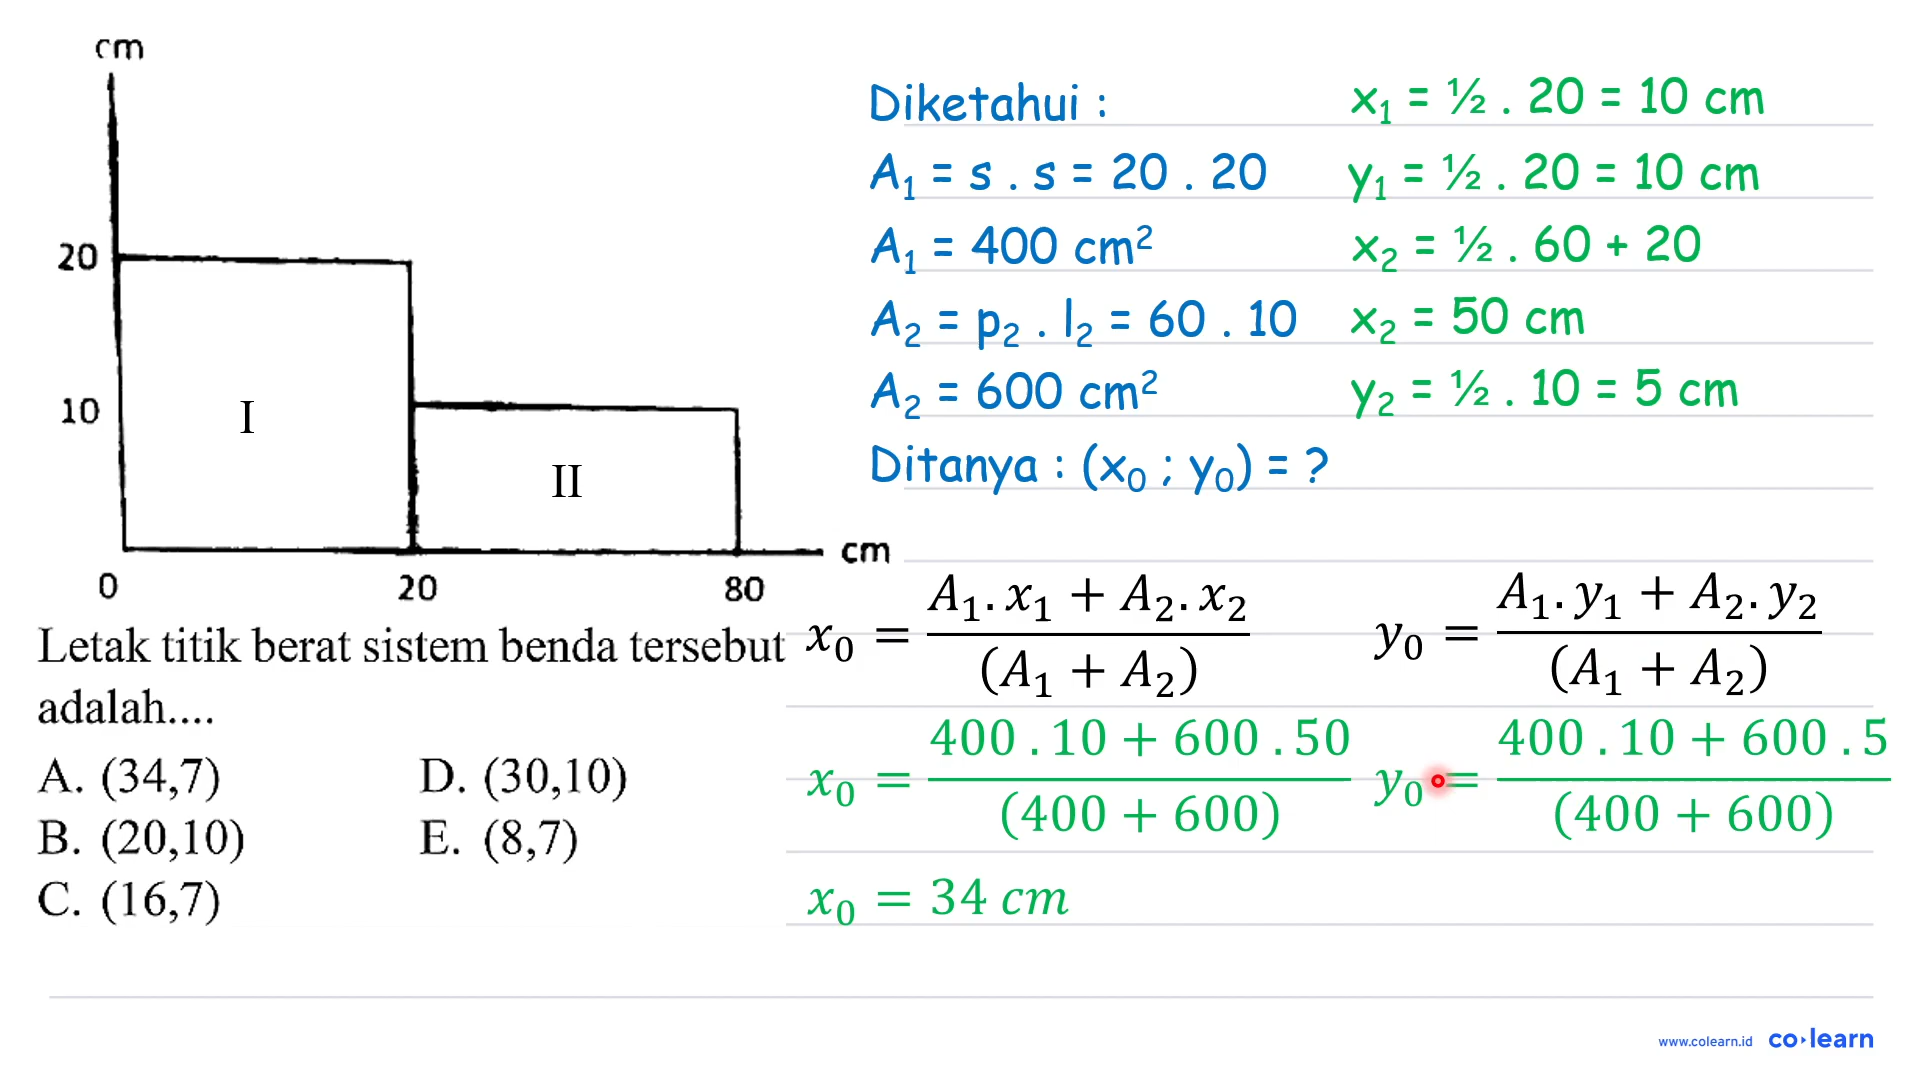 cm
20
10
I
II
cm
0 20 80
Letak titik berat sistem benda tersebut
adalah....
A. (34,7) D. (30,10)
B. (20,10) E. (8,7)
C. (16,7)
Diketahui :
A₁ = s . s = 20 . 20
A₁ = 400 cm²
A₂ = p₂ . l₂ = 60 . 10
A₂ = 600 cm²
Ditanya : (x₀ ; y₀) = ?
x₁ = ½ . 20 = 10 cm
y₁ = ½ . 20 = 10 cm
x₂ = ½ . 60 + 20
x₂ = 50 cm
y₂ = ½ . 10 = 5 cm
x₀ = A₁. x₁ + A₂. x₂ / (A₁ + A₂)
y₀ = A₁. y₁ + A₂. y₂ / (A₁ + A₂)
x₀ = 400 . 10 + 600 . 50 / (400 + 600)
y₀ = 400 . 10 + 600 . 5 / (400 + 600)
x₀ = 34 cm
www.colearn.id co learn